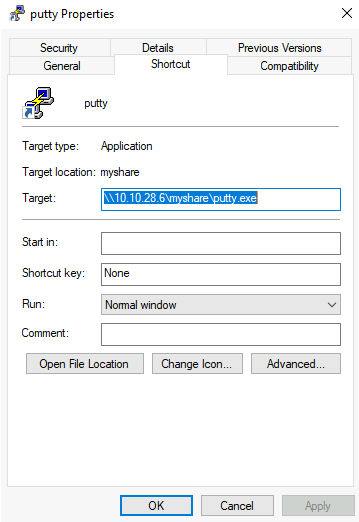 putty Properties
Security Details Previous Versions
General Shortcut Compatibility
putty
Target type: Application
Target location: myshare
Target: \\10.10.28.6\myshare\putty.exe
Start in:
Shortcut key: None
Run: Normal window
Comment:
Open File Location Change Icon... Advanced...
OK Cancel Apply